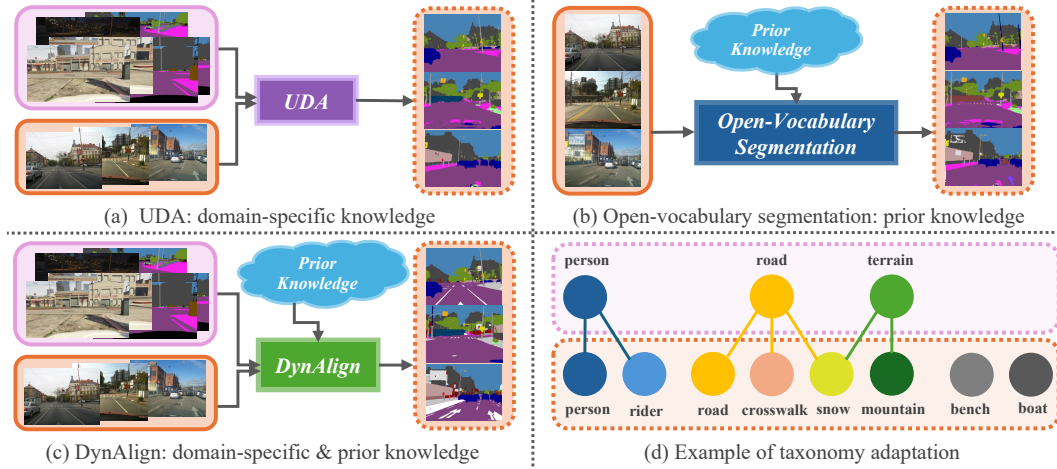 UDA
(a) UDA: domain-specific knowledge
Prior
Knowledge
Open-Vocabulary
Segmentation
(b) Open-vocabulary segmentation: prior knowledge
Prior
Knowledge
DynAlign
(c) DynAlign: domain-specific & prior knowledge
person road terrain
person rider road crosswalk snow mountain bench boat
(d) Example of taxonomy adaptation